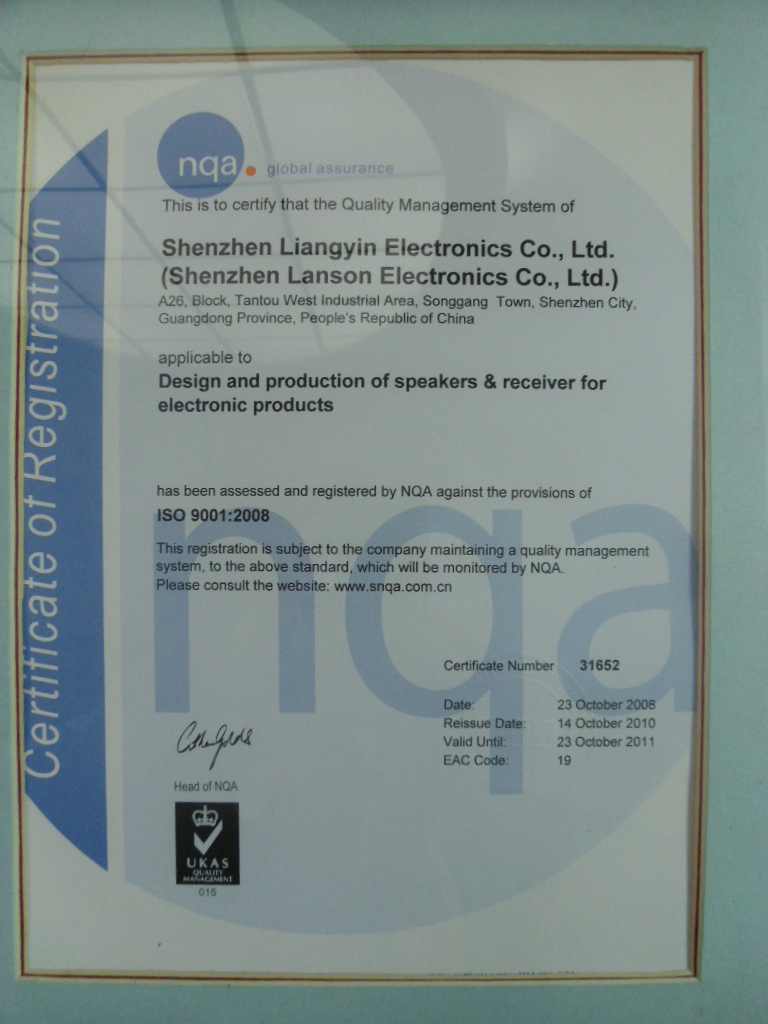 Certificate of Registration
nqa.
global assurance
This is to certify that the Quality Management System of
Shenzhen Liangyin Electronics Co., Ltd.
(Shenzhen Lanson Electronics Co., Ltd.)
A26, Block, Tantou West Industrial Area, Songgang Town, Shenzhen City,
Guangdong Province, People's Republic of China
applicable to
Design and production of speakers & receiver for
electronic products
has been assessed and registered by NQA against the provisions of
ISO 9001:2008
This registration is subject to the company maintaining a quality management
system, to the above standard, which will be monitored by NQA.
Please consult the website: www.snqa.com.cn
nqa
Certificate Number 31652
Date: 23 October 2008
Reissue Date: 14 October 2010
Valid Until: 23 October 2011
EAC Code: 19
Head of NQA
UKAS
QUALITY
MANAGEMENT
015